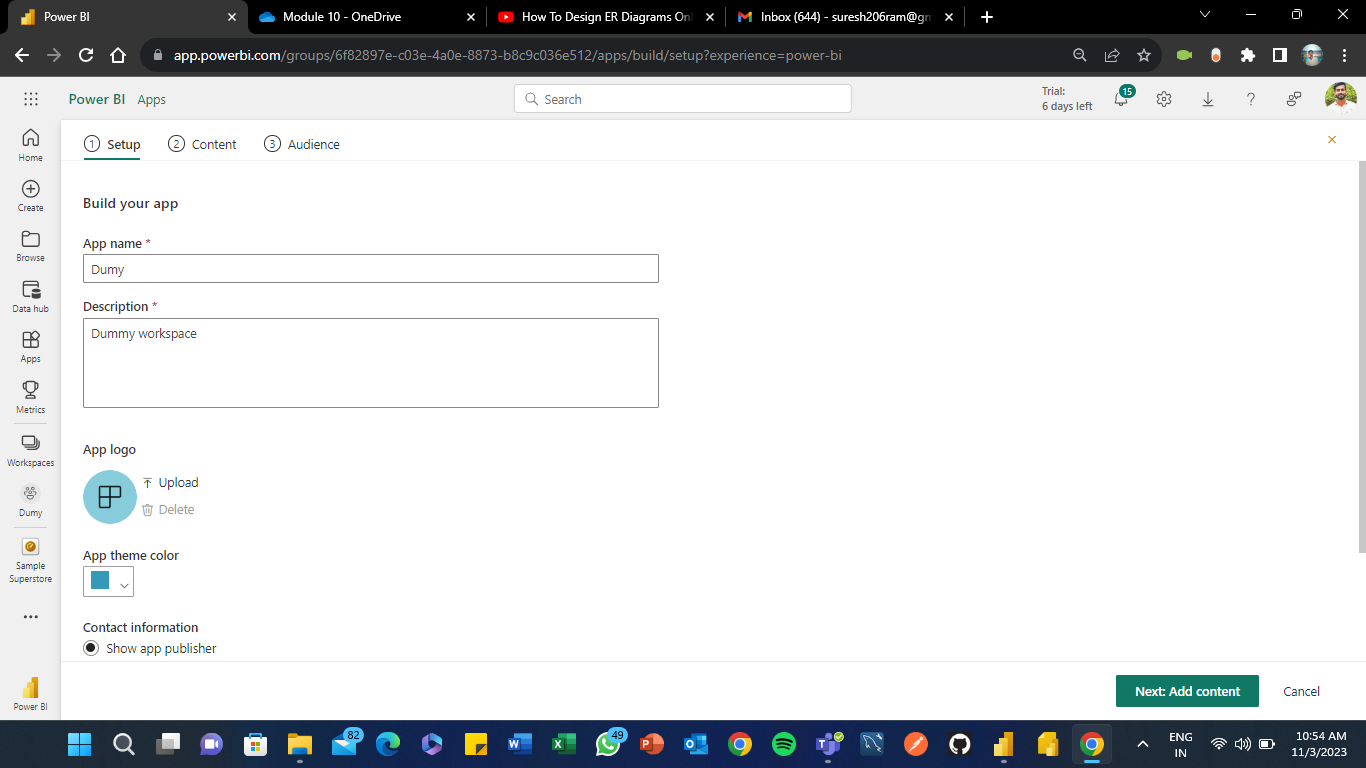 Power BI
Module 10 - OneDrive
How To Design ER Diagrams Onl
Inbox (644) - suresh206ram@gm
app.powerbi.com/groups/6f82897e-c03e-4a0e-8873-b8c9c036e512/apps/build/setup?experience=power-bi
Power BI Apps
Search
Trial:
6 days left
15
Home
Create
Browse
Data hub
Apps
Metrics
Workspaces
Dumy
Sample
Superstore
Power BI
1 Setup
2 Content
3 Audience
Build your app
App name *
Dumy
Description *
Dummy workspace
App logo
Upload
Delete
App theme color
Contact information
Show app publisher
Next: Add content
Cancel
82
49
ENG
IN
10:54 AM
11/3/2023